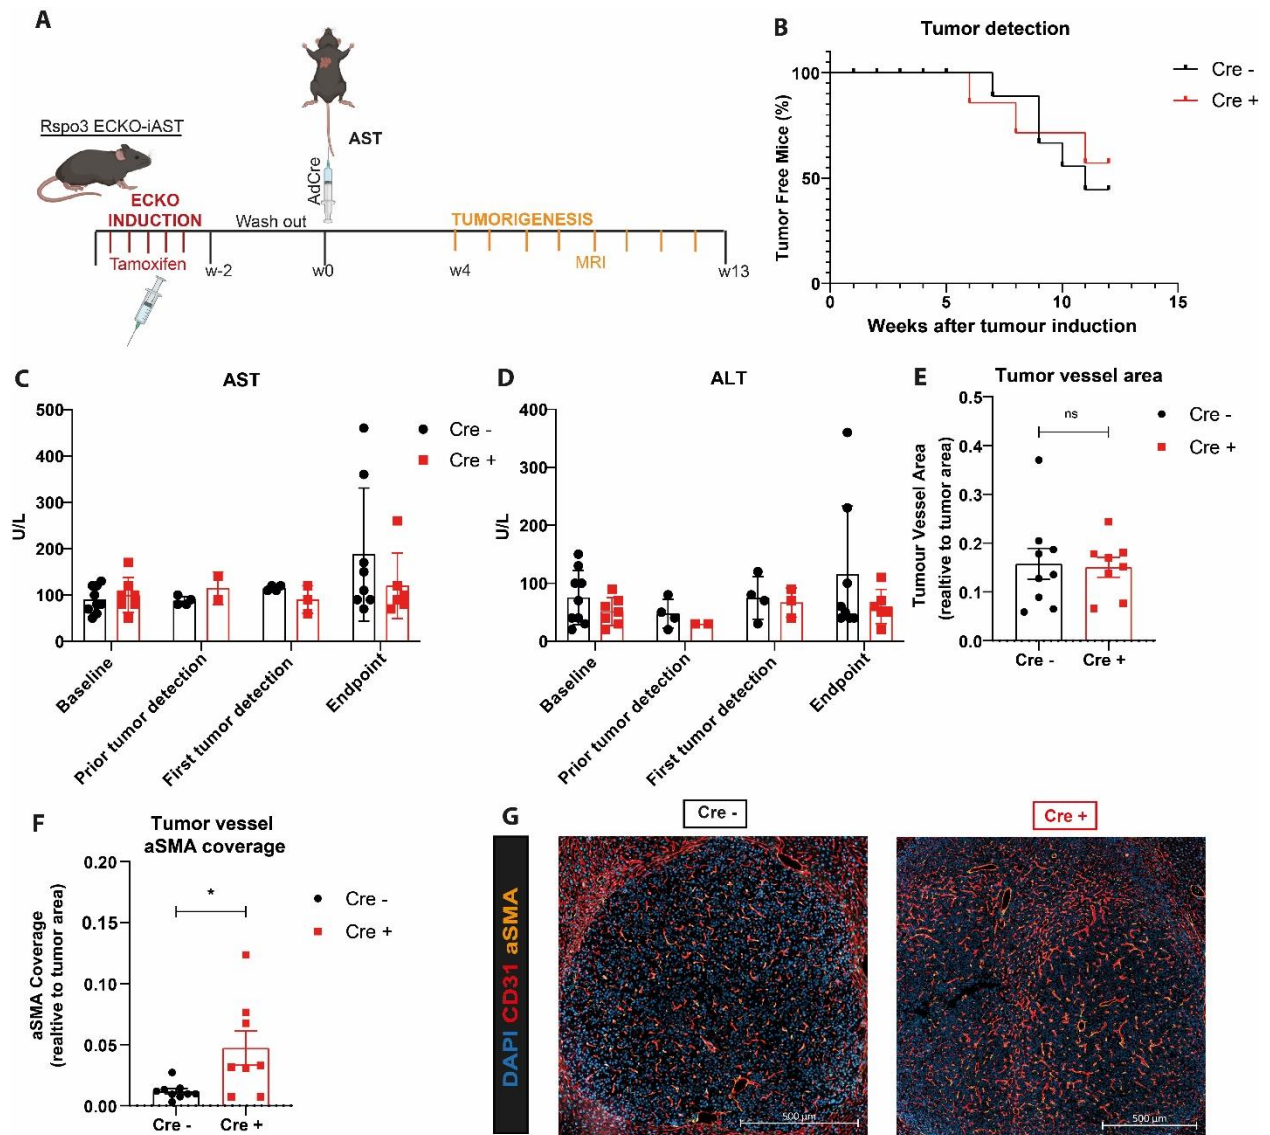 A
Rspo3 ECKO-iAST
AST
AdCre
ECKO
INDUCTION
Wash out
TUMORIGENESIS
Tamoxifen
w-2
w0
w4
MRI
w13
B
Tumor detection
Tumor Free Mice (%)
100
50
0
0
5
10
15
Weeks after tumour induction
Cre -
Cre +
C
AST
U/L
500
400
300
200
100
0
Baseline
Prior tumor detection
First tumor detection
Endpoint
Cre -
Cre +
D
ALT
U/L
400
300
200
100
0
Baseline
Prior tumor detection
First tumor detection
Endpoint
E
Tumor vessel area
Tumour Vessel Area
(realtive to tumor area)
0.5
0.4
0.3
0.2
0.1
0.0
ns
Cre -
Cre +
Cre -
Cre +
F
Tumor vessel
aSMA coverage
aSMA Coverage
(realtive to tumor area)
0.20
0.15
0.10
0.05
0.00
*
Cre -
Cre +
Cre -
Cre +
G
Cre -
Cre +
DAPI CD31 aSMA
500 µm
500 µm